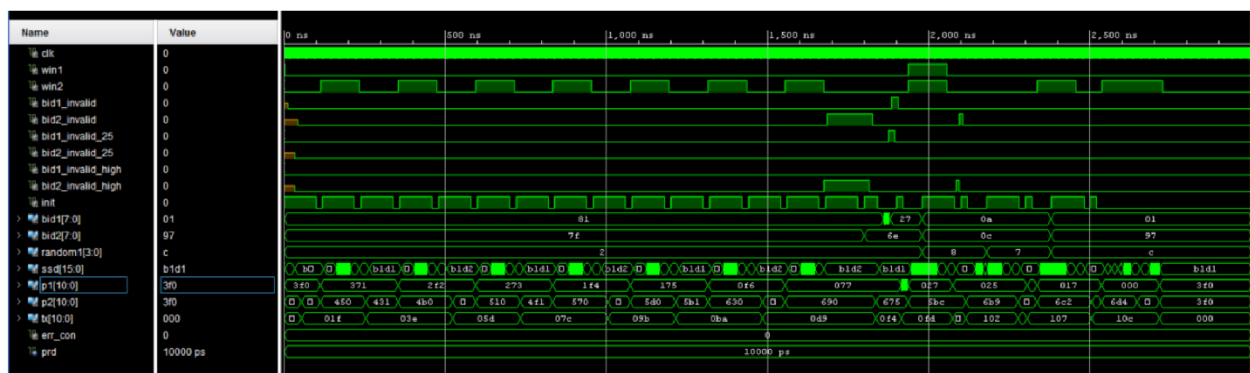 Name Value 0 ns 500 ns 1,000 ns 1,500 ns 2,000 ns 2,500 ns
clk 0
win1 0
win2 0
bid1_invalid 0
bid2_invalid 0
bid1_invalid_25 0
bid2_invalid_25 0
bid1_invalid_high 0
bid2_invalid_high 0
init 0
bid1[7:0] 01 81 27 0a 01
bid2[7:0] 97 7f 6e 0c 97
random1[3:0] c 2 8 7 c
ssd[15:0] b1d1 b1d1 b1d2 b1d1 b1d2 b1d1 b1d2 b1d2 b1d1 b1d1
p1[10:0] 3f0 3f0 371 2f2 273 1f4 175 0f6 077 027 025 017 000 3f0
p2[10:0] 3f0 450 431 4b0 510 4f1 570 5d0 5b1 630 690 675 6bc 6b9 6c2 6d4 3f0
tx[10:0] 000 01f 03e 05d 07c 09b 0ba 0d9 0f4 0fd 102 107 10c 000
err_con 0 0
prd 10000 ps 10000 ps